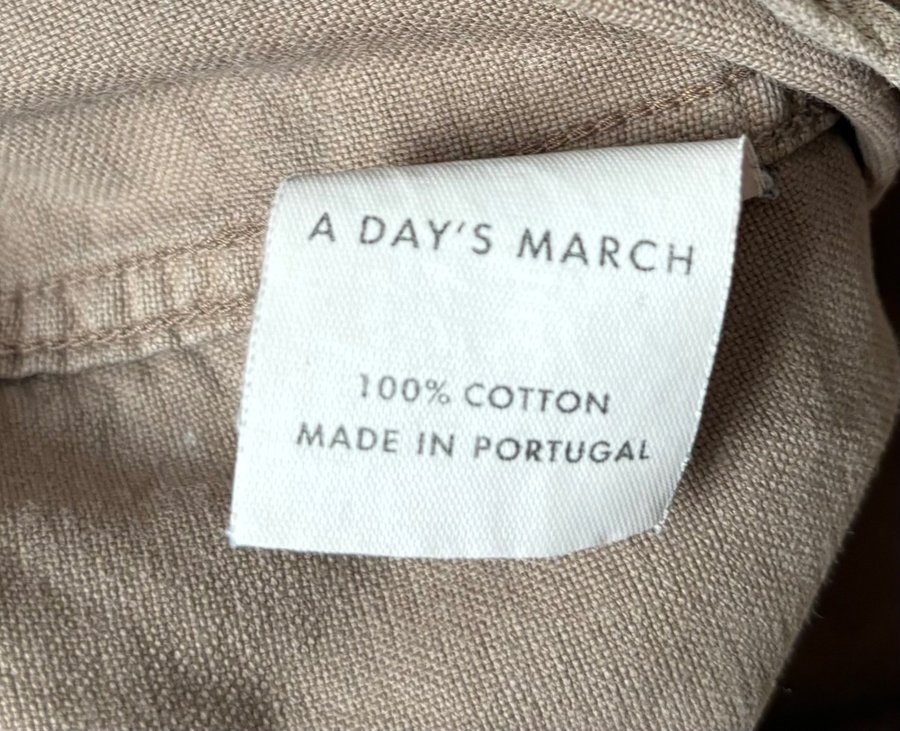 A DAY'S MARCH
100% COTTON
MADE IN PORTUGAL